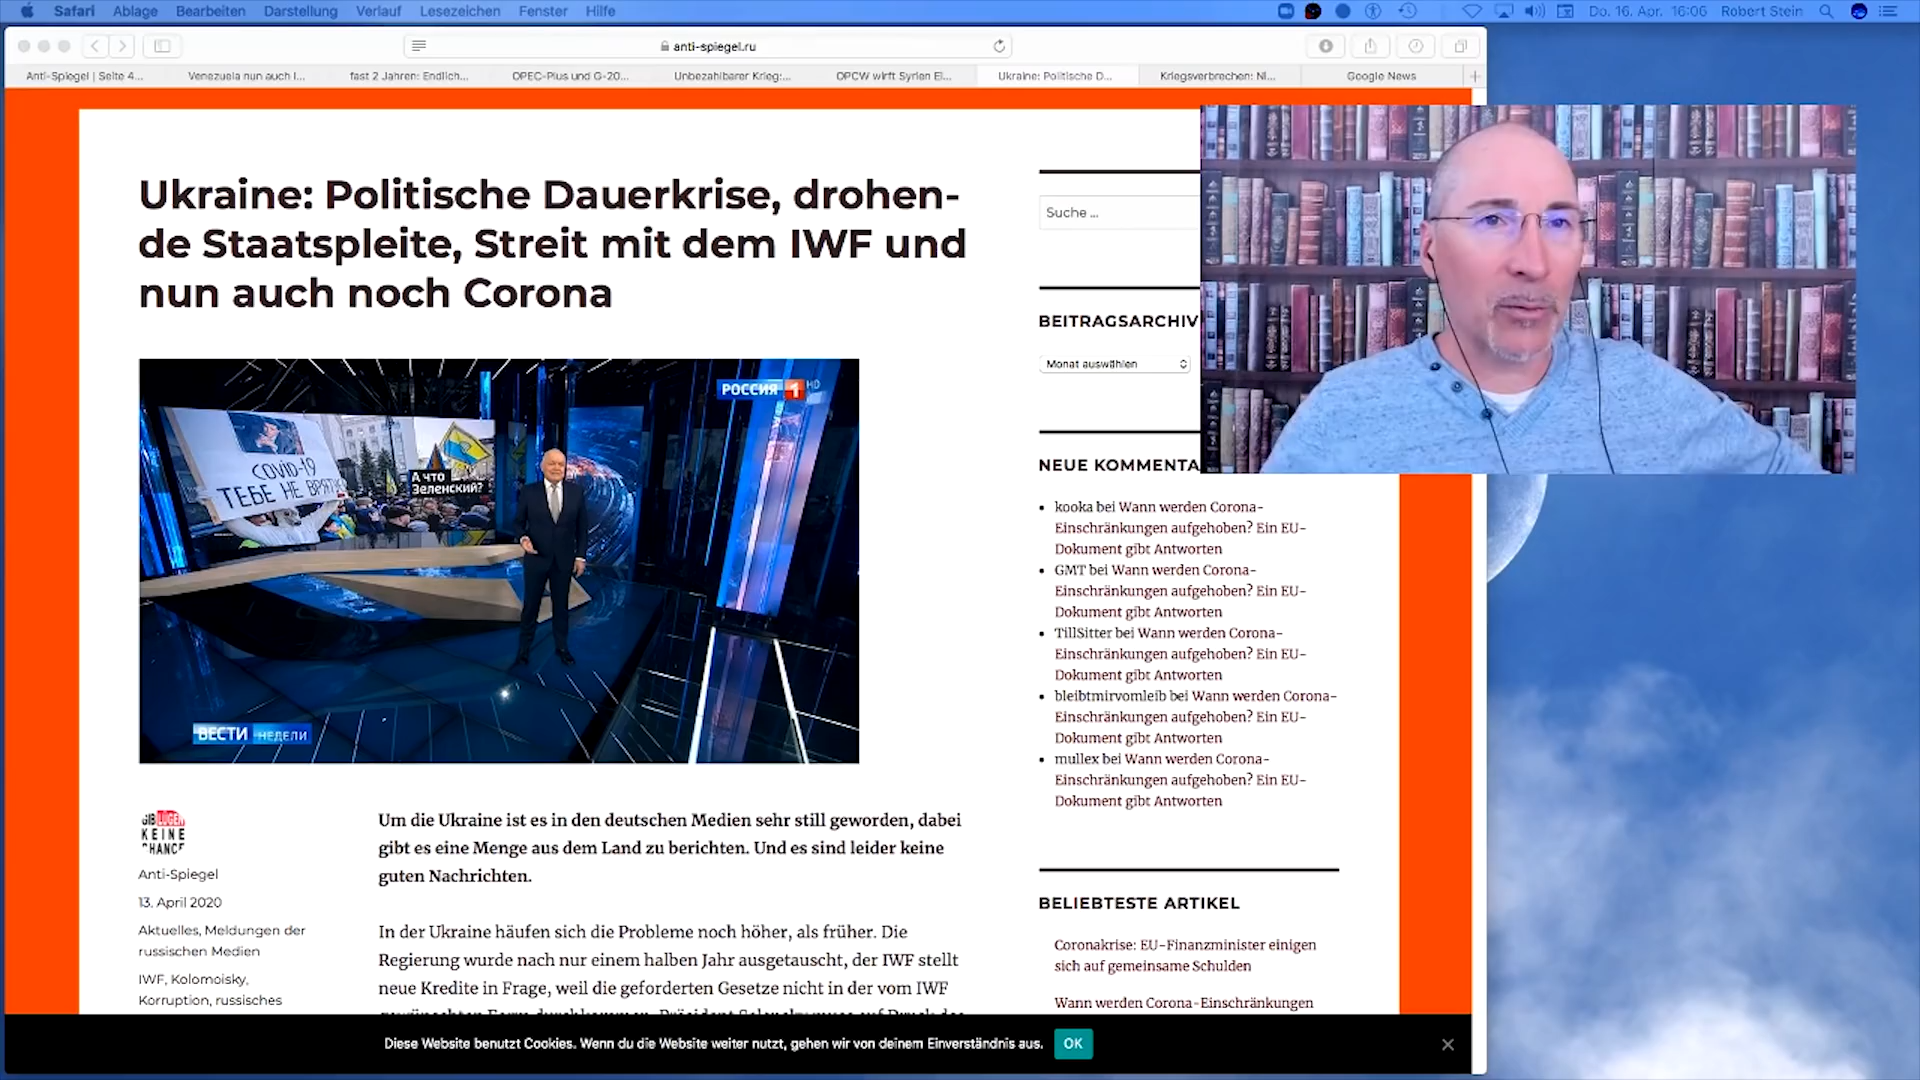 Safari Ablage Bearbeiten Darstellung Verlauf Lesezeichen Fenster Hilfe
Do. 16. Apr. 16:06 Robert Stein
anti-spiegel.ru
Anti-Spiegel | Seite 4...
Venezuela nun auch i...
fast 2 Jahren: Endlich...
OPEC-Plus und G-20...
Unbezahlbarer Krieg:...
OPCW wirft Syrien Ei...
Ukraine: Politische D...
Kriegsverbrechen: Ni...
Google News
Ukraine: Politische Dauerkrise, drohen-
de Staatspleite, Streit mit dem IWF und
nun auch noch Corona
РОССИЯ 1 HD
COVID-19
ТЕБЕ НЕ
А ЧТО
ЗЕЛЕНСКИЙ?
ВЕСТИ НЕДЕЛИ
KEINE
Anti-Spiegel
13. April 2020
Aktuelles, Meldungen der
russischen Medien
IWF, Kolomoisky,
Korruption, russisches
Um die Ukraine ist es in den deutschen Medien sehr still geworden, dabei
gibt es eine Menge aus dem Land zu berichten. Und es sind leider keine
guten Nachrichten.
In der Ukraine häufen sich die Probleme noch höher, als früher. Die
Regierung wurde nach nur einem halben Jahr ausgetauscht, der IWF stellt
neue Kredite in Frage, weil die geforderten Gesetze nicht in der vom IWF
Suche ...
BEITRAGSARCHIV
Monat auswählen
NEUE KOMMENTA
kooka bei Wann werden Corona-
Einschränkungen aufgehoben? Ein EU-
Dokument gibt Antworten
GMT bei Wann werden Corona-
Einschränkungen aufgehoben? Ein EU-
Dokument gibt Antworten
TillSitter bei Wann werden Corona-
Einschränkungen aufgehoben? Ein EU-
Dokument gibt Antworten
bleibtmirvomleib bei Wann werden Corona-
Einschränkungen aufgehoben? Ein EU-
Dokument gibt Antworten
mullex bei Wann werden Corona-
Einschränkungen aufgehoben? Ein EU-
Dokument gibt Antworten
BELIEBTESTE ARTIKEL
Coronakrise: EU-Finanzminister einigen
sich auf gemeinsame Schulden
Wann werden Corona-Einschränkungen
Diese Website benutzt Cookies. Wenn du die Website weiter nutzt, gehen wir von deinem Einverständnis aus.
OK